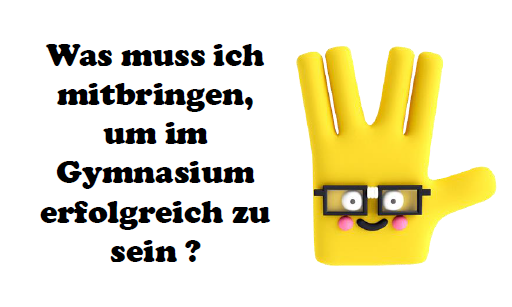 Was muss ich
mitbringen,
um im
Gymnasium
erfolgreich zu
sein ?